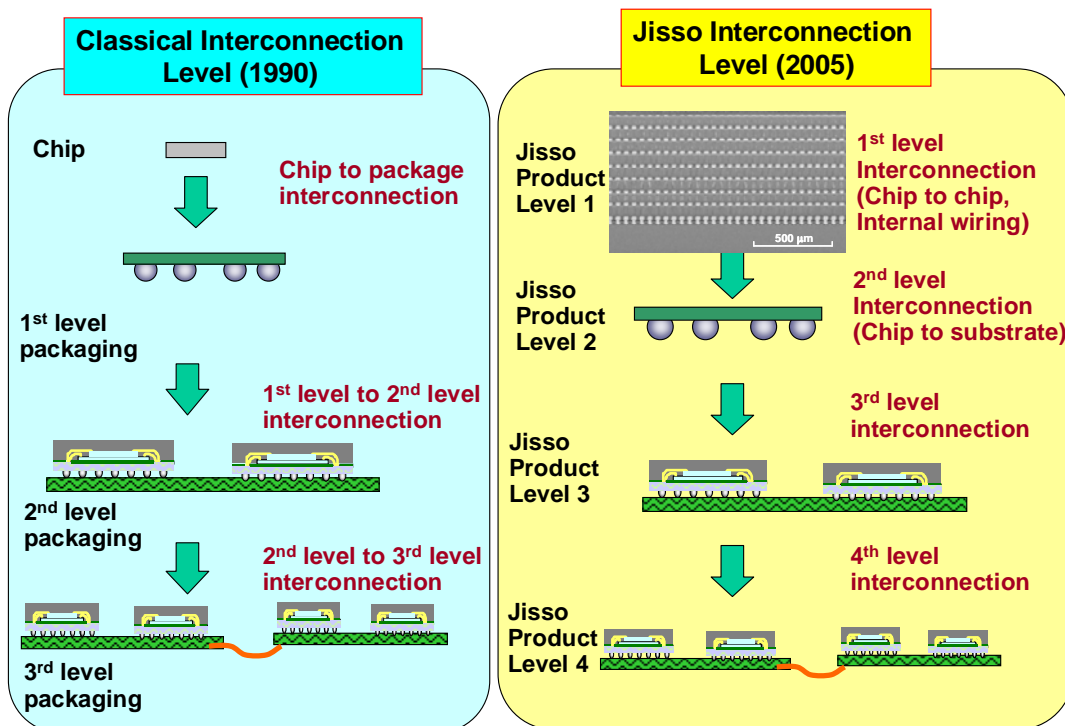 Classical Interconnection
Level (1990)
Chip
Chip to package
interconnection
1st level
packaging
1st level to 2nd level
interconnection
2nd level
packaging
2nd level to 3rd level
interconnection
3rd level
packaging
Jisso Interconnection
Level (2005)
Jisso
Product
Level 1
500 µm
1st level
Interconnection
(Chip to chip,
Internal wiring)
Jisso
Product
Level 2
2nd level
Interconnection
(Chip to substrate)
3rd level
interconnection
Jisso
Product
Level 3
4th level
interconnection
Jisso
Product
Level 4